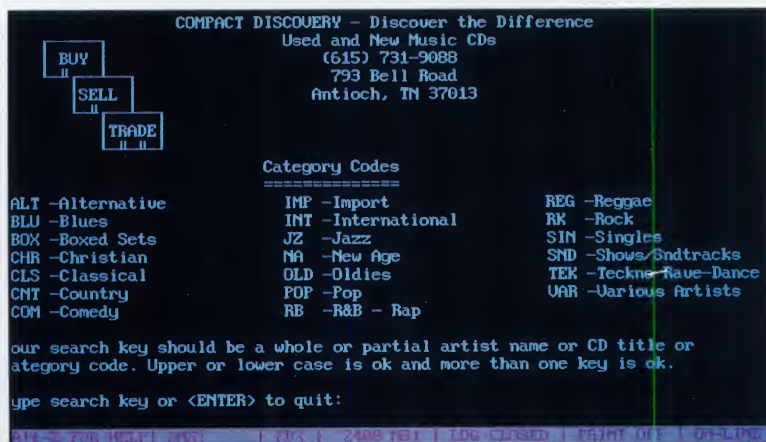 COMPACT DISCOVERY - Discover the Difference
Used and New Music CDs
(615) 731-9088
793 Bell Road
Antioch, TN 37013
BUY
SELL
TRADE
Category Codes
===============
ALT -Alternative
BLU -Blues
BOX -Boxed Sets
CHR -Christian
CLS -Classical
CNT -Country
COM -Comedy
IMP -Import
INT -International
JZ -Jazz
NA -New Age
OLD -Oldies
POP -Pop
RB -R&B - Rap
REG -Reggae
RK -Rock
SIN -Singles
SND -Shows/Sndtracks
TEK -Teckno-Rave-Dance
VAR -Various Artists
our search key should be a whole or partial artist name or CD title or
ategory code. Upper or lower case is ok and more than one key is ok.
ype search key or <ENTER> to quit:
ALT-Z FOR HELP| | FDX | 2400 N81 | LOG CLOSED | PRINT OFF | ON-LINE